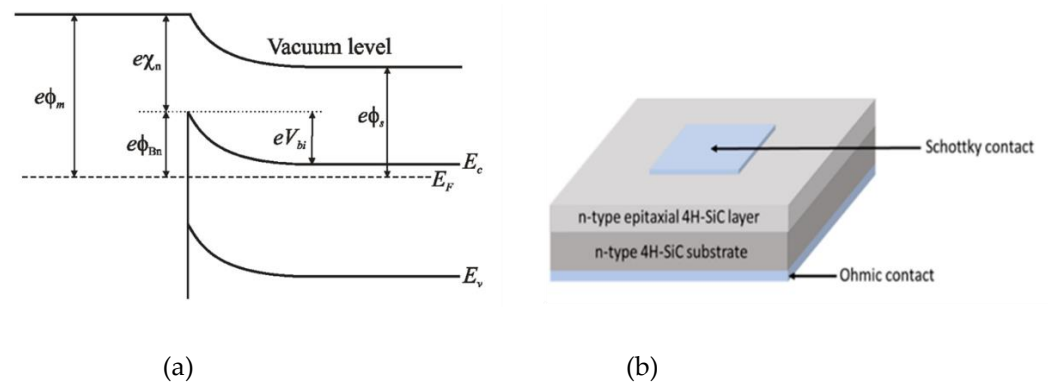 Vacuum level
eχn
eϕm
eϕs
eϕBn
eVbi
Ec
EF
Ev
Schottky contact
n-type epitaxial 4H-SiC layer
n-type 4H-SiC substrate
Ohmic contact
(a)
(b)